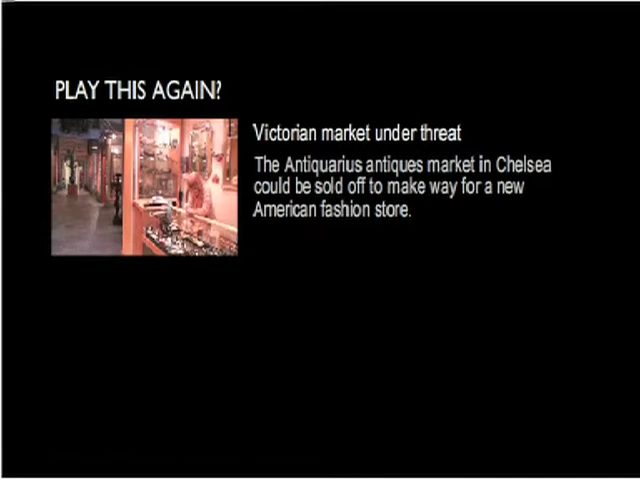 PLAY THIS AGAIN?
Victorian market under threat
The Antiquarius antiques market in Chelsea
could be sold off to make way for a new
American fashion store.